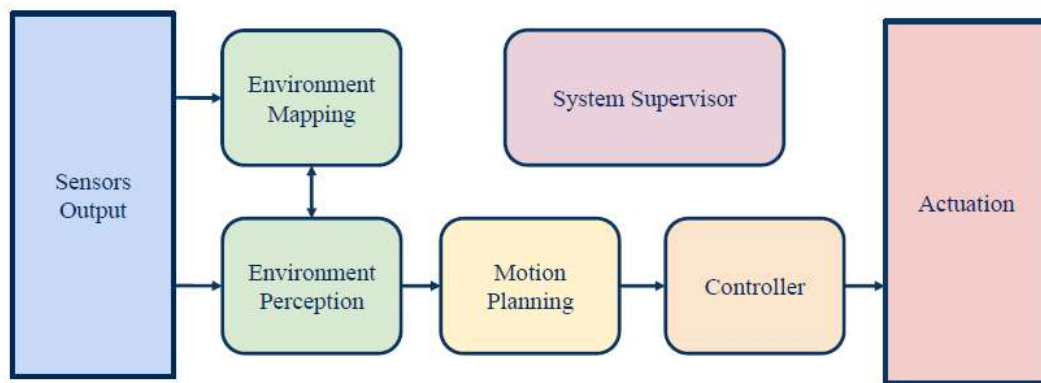 Sensors
Output
Environment
Mapping
System Supervisor
Environment
Perception
Motion
Planning
Controller
Actuation